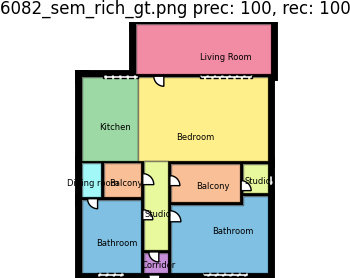 6082_sem_rich_gt.png prec: 100, rec: 100
Living Room
Kitchen
Bedroom
Dining room
Balcony
Balcony
Studio
Studio
Bathroom
Bathroom
Corridor